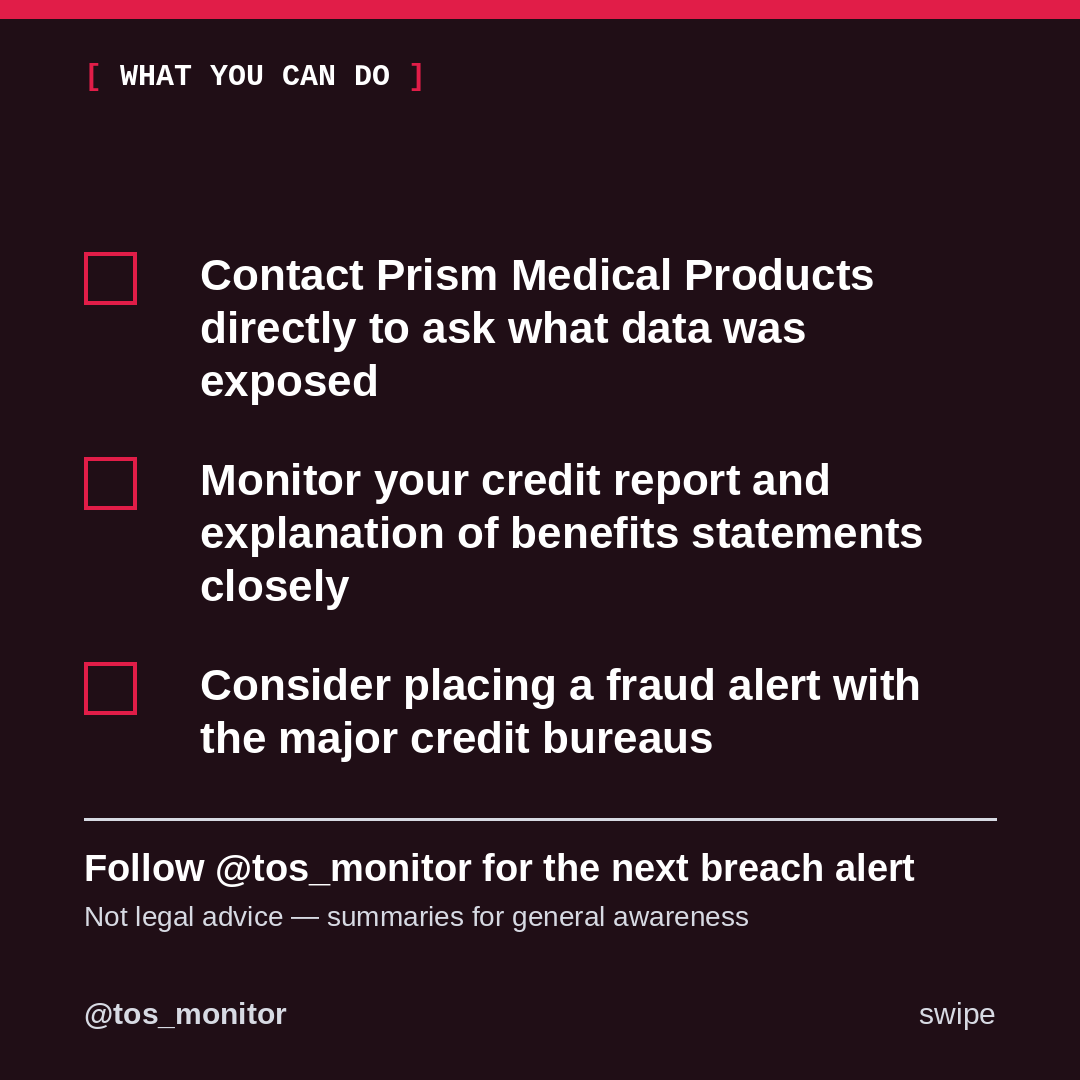 [ WHAT YOU CAN DO ]
Contact Prism Medical Products
directly to ask what data was
exposed
Monitor your credit report and
explanation of benefits statements
closely
Consider placing a fraud alert with
the major credit bureaus
Follow @tos_monitor for the next breach alert
Not legal advice — summaries for general awareness
@tos_monitor
swipe